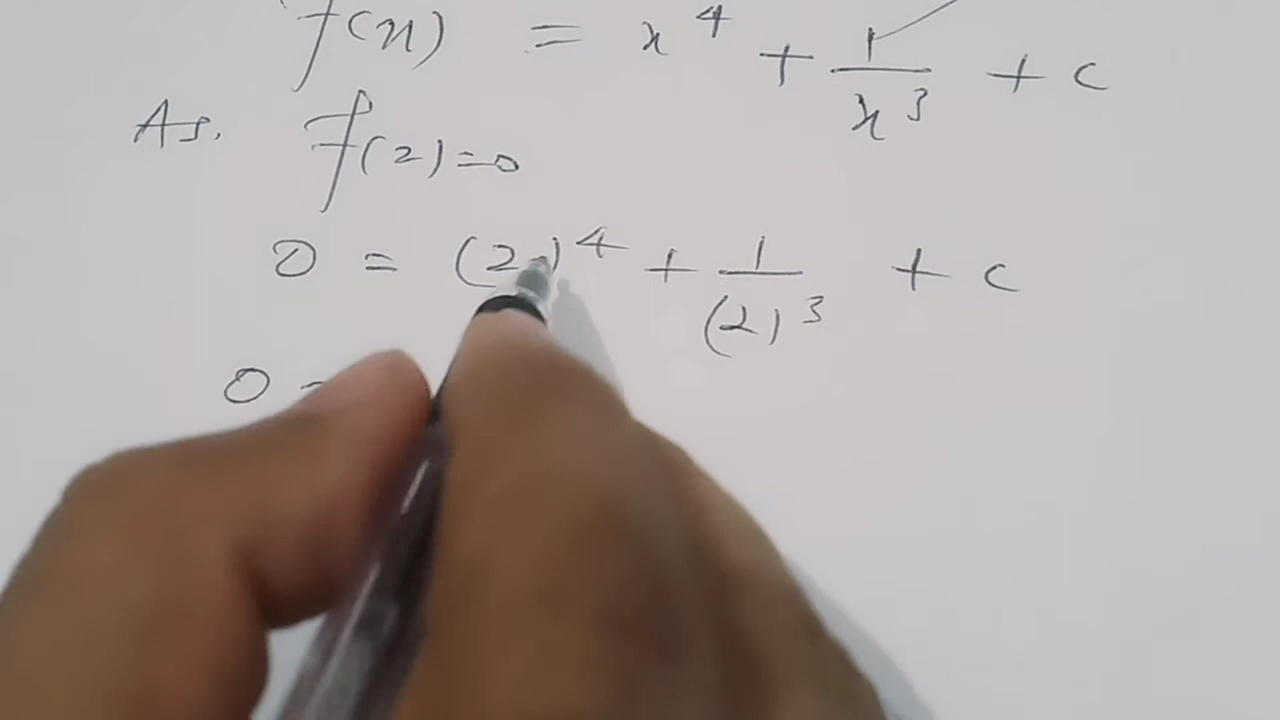 f(x) = x^4 + 1/x^3 + c
As, f(2)=0
0 = (2)^4 + 1/(2)^3 + c
0 =